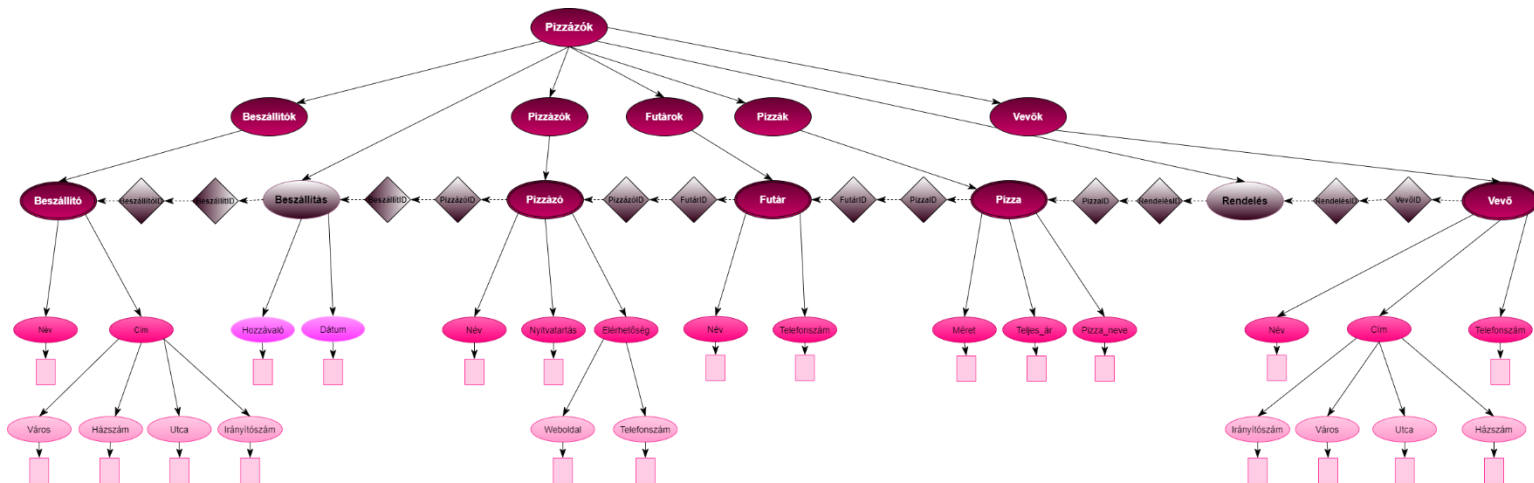 Pizzázók
Beszállítók
Pizzázók
Futárok
Pizzák
Vevők
Beszállító
BeszállítóID
BeszállítID
Beszállítás
BeszállítID
PizzázóID
Pizzázó
PizzázóID
FutárID
Futár
FutárID
PizzaID
Pizza
PizzaID
RendelésID
Rendelés
RendelésID
VevőID
Vevő
Név
Cím
Hozzávaló
Dátum
Név
Nyitvatartás
Elérhetőség
Név
Telefonszám
Méret
Teljes_ár
Pizza_neve
Név
Cím
Telefonszám
Város
Házszám
Utca
Irányítószám
Weboldal
Telefonszám
Irányítószám
Város
Utca
Házszám